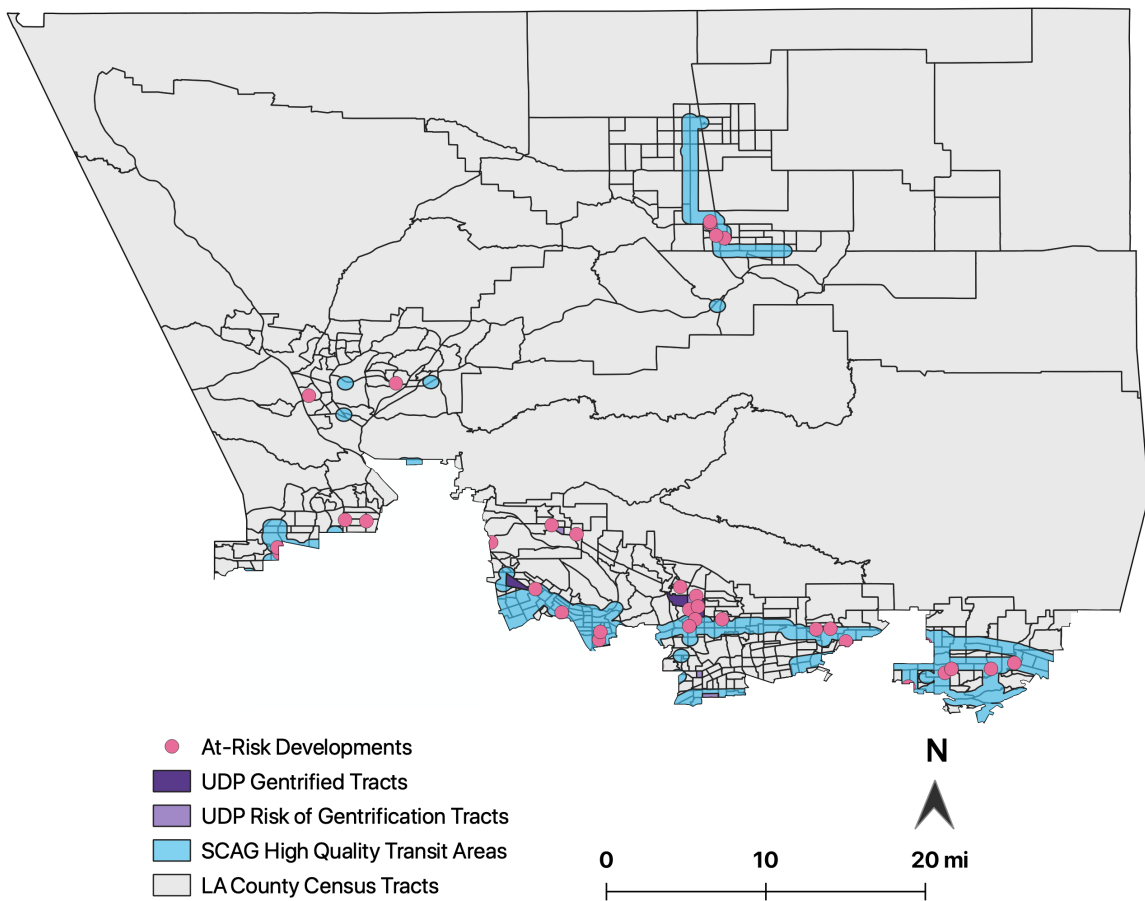 At-Risk Developments
UDP Gentrified Tracts
UDP Risk of Gentrification Tracts
SCAG High Quality Transit Areas
LA County Census Tracts
N
0 10 20 mi